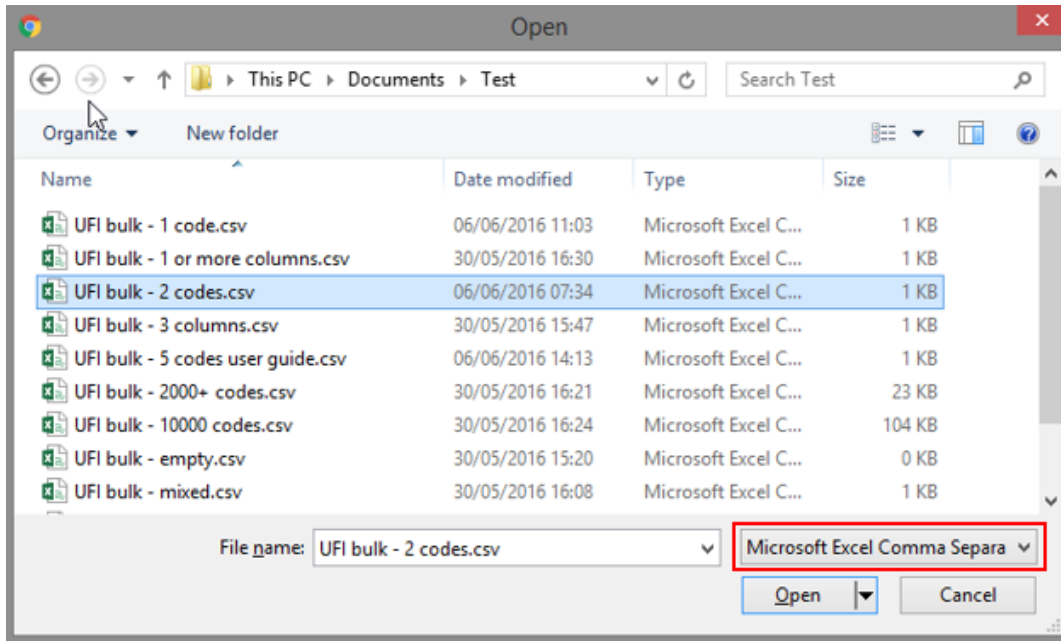 Open
This PC Documents Test Search Test
Organize New folder
Name Date modified Type Size
UFI bulk - 1 code.csv 06/06/2016 11:03 Microsoft Excel C... 1 KB
UFI bulk - 1 or more columns.csv 30/05/2016 16:30 Microsoft Excel C... 1 KB
UFI bulk - 2 codes.csv 06/06/2016 07:34 Microsoft Excel C... 1 KB
UFI bulk - 3 columns.csv 30/05/2016 15:47 Microsoft Excel C... 1 KB
UFI bulk - 5 codes user guide.csv 06/06/2016 14:13 Microsoft Excel C... 1 KB
UFI bulk - 2000+ codes.csv 30/05/2016 16:21 Microsoft Excel C... 23 KB
UFI bulk - 10000 codes.csv 30/05/2016 16:24 Microsoft Excel C... 104 KB
UFI bulk - empty.csv 30/05/2016 15:20 Microsoft Excel C... 0 KB
UFI bulk - mixed.csv 30/05/2016 16:08 Microsoft Excel C... 1 KB
File name: UFI bulk - 2 codes.csv Microsoft Excel Comma Separa
Open Cancel